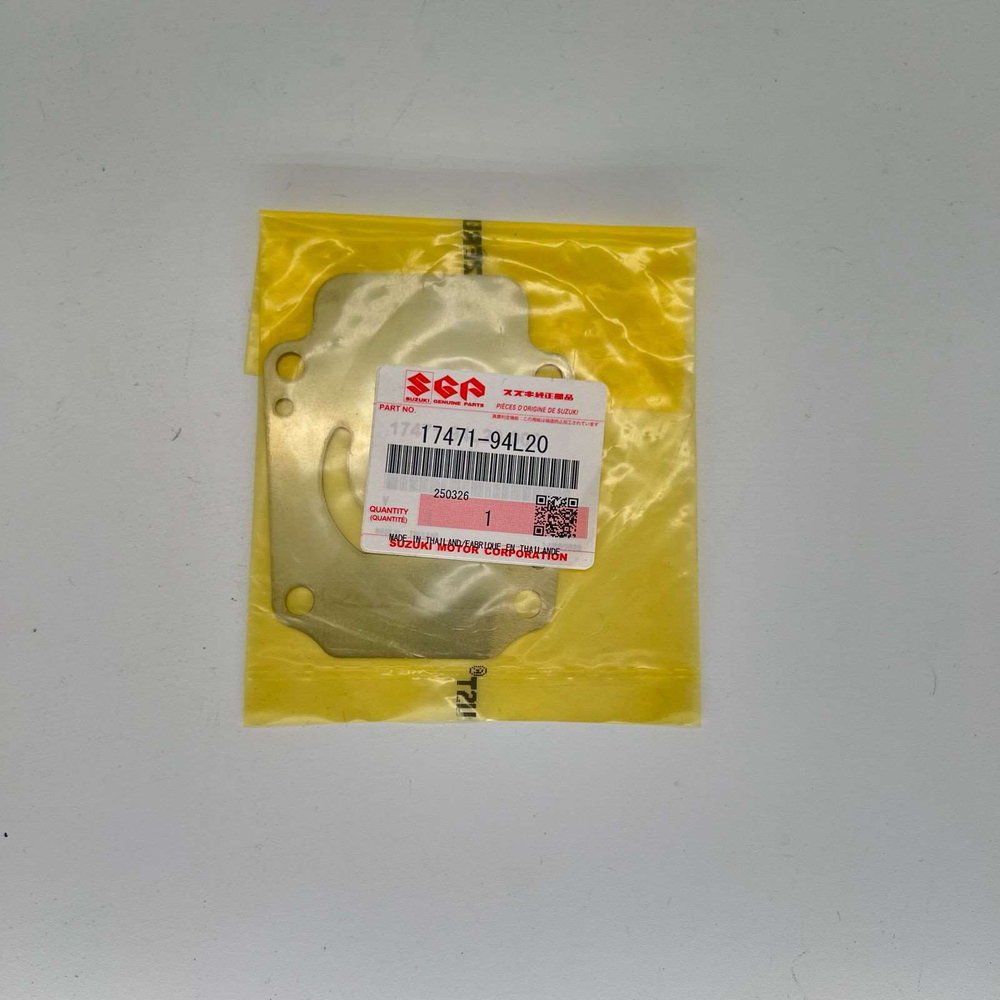 SGP
SUZUKI GENUINE PARTS
スズキ純正部品
PIÈCES D'ORIGINE DE SUZUKI
PART NO.
17471-94L20
250326
QUANTITY
(QUANTITÉ)
1
MADE IN THAILAND/FABRIQUE EN THAILANDE
SUZUKI MOTOR CORPORATION